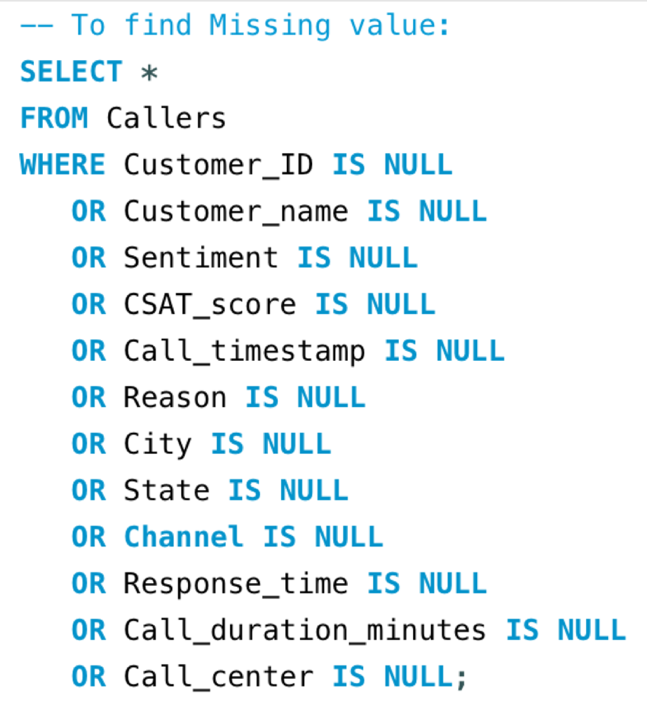 -- To find Missing value:
SELECT *
FROM Callers
WHERE Customer_ID IS NULL
OR Customer_name IS NULL
OR Sentiment IS NULL
OR CSAT_score IS NULL
OR Call_timestamp IS NULL
OR Reason IS NULL
OR City IS NULL
OR State IS NULL
OR Channel IS NULL
OR Response_time IS NULL
OR Call_duration_minutes IS NULL
OR Call_center IS NULL;